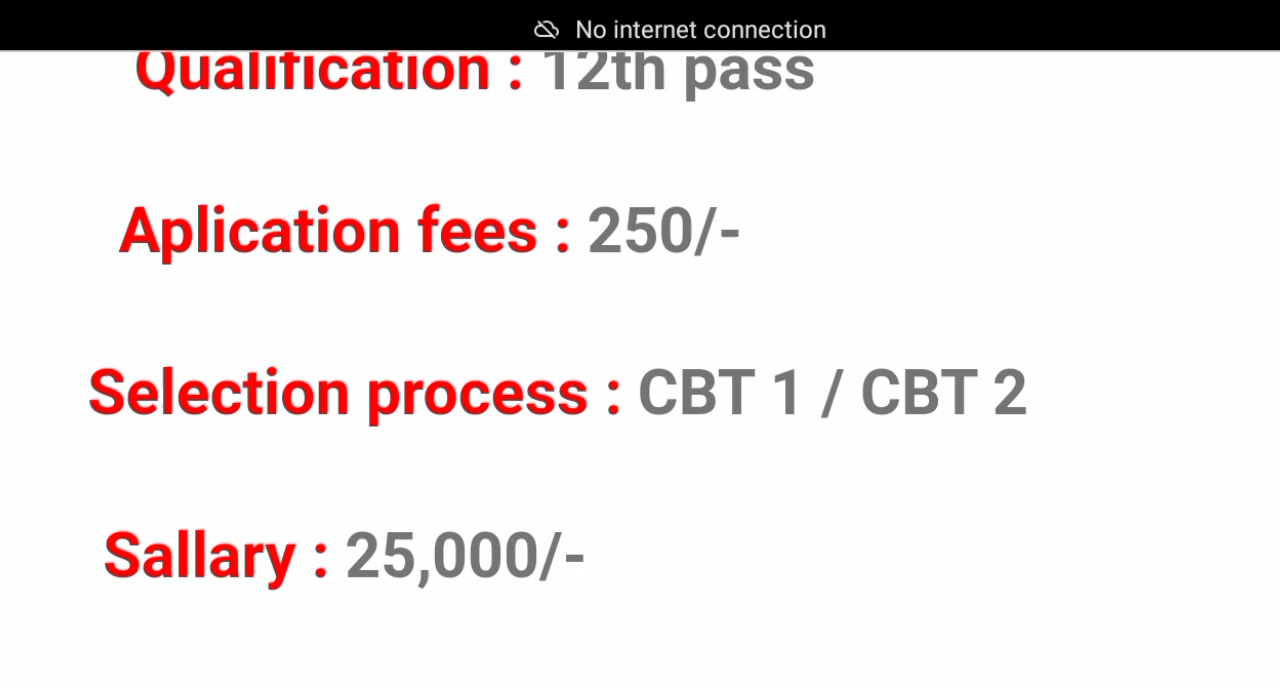 No internet connection
Qualification : 12th pass
Aplication fees : 250/-
Selection process : CBT 1 / CBT 2
Sallary : 25,000/-